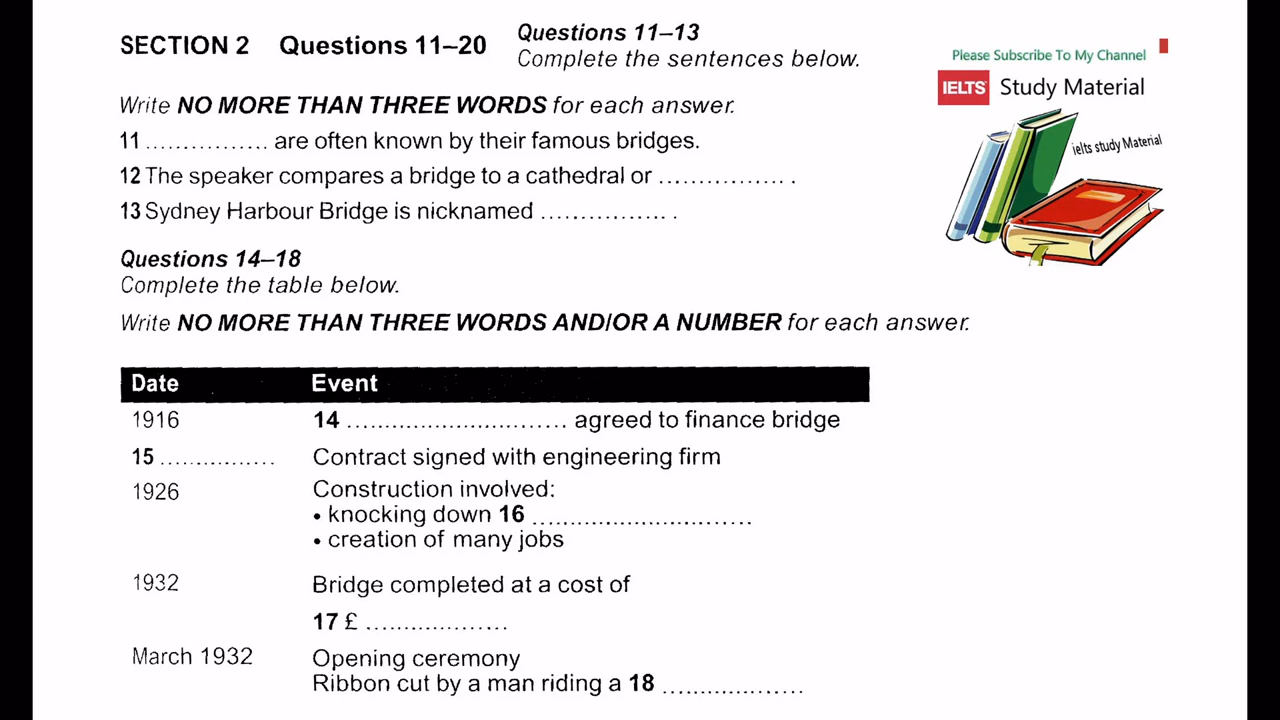 SECTION 2 Questions 11–20
Questions 11–13
Complete the sentences below.
Please Subscribe To My Channel
IELTS Study Material
ielts study Material
Write NO MORE THAN THREE WORDS for each answer.
11 ................ are often known by their famous bridges.
12 The speaker compares a bridge to a cathedral or ................ .
13 Sydney Harbour Bridge is nicknamed ................ .
Questions 14–18
Complete the table below.
Write NO MORE THAN THREE WORDS AND/OR A NUMBER for each answer.
Date Event
1916 14 ............................. agreed to finance bridge
15 ............... Contract signed with engineering firm
1926 Construction involved:
• knocking down 16 .............................
• creation of many jobs
1932 Bridge completed at a cost of
17 £ ...................
March 1932 Opening ceremony
Ribbon cut by a man riding a 18 ...................